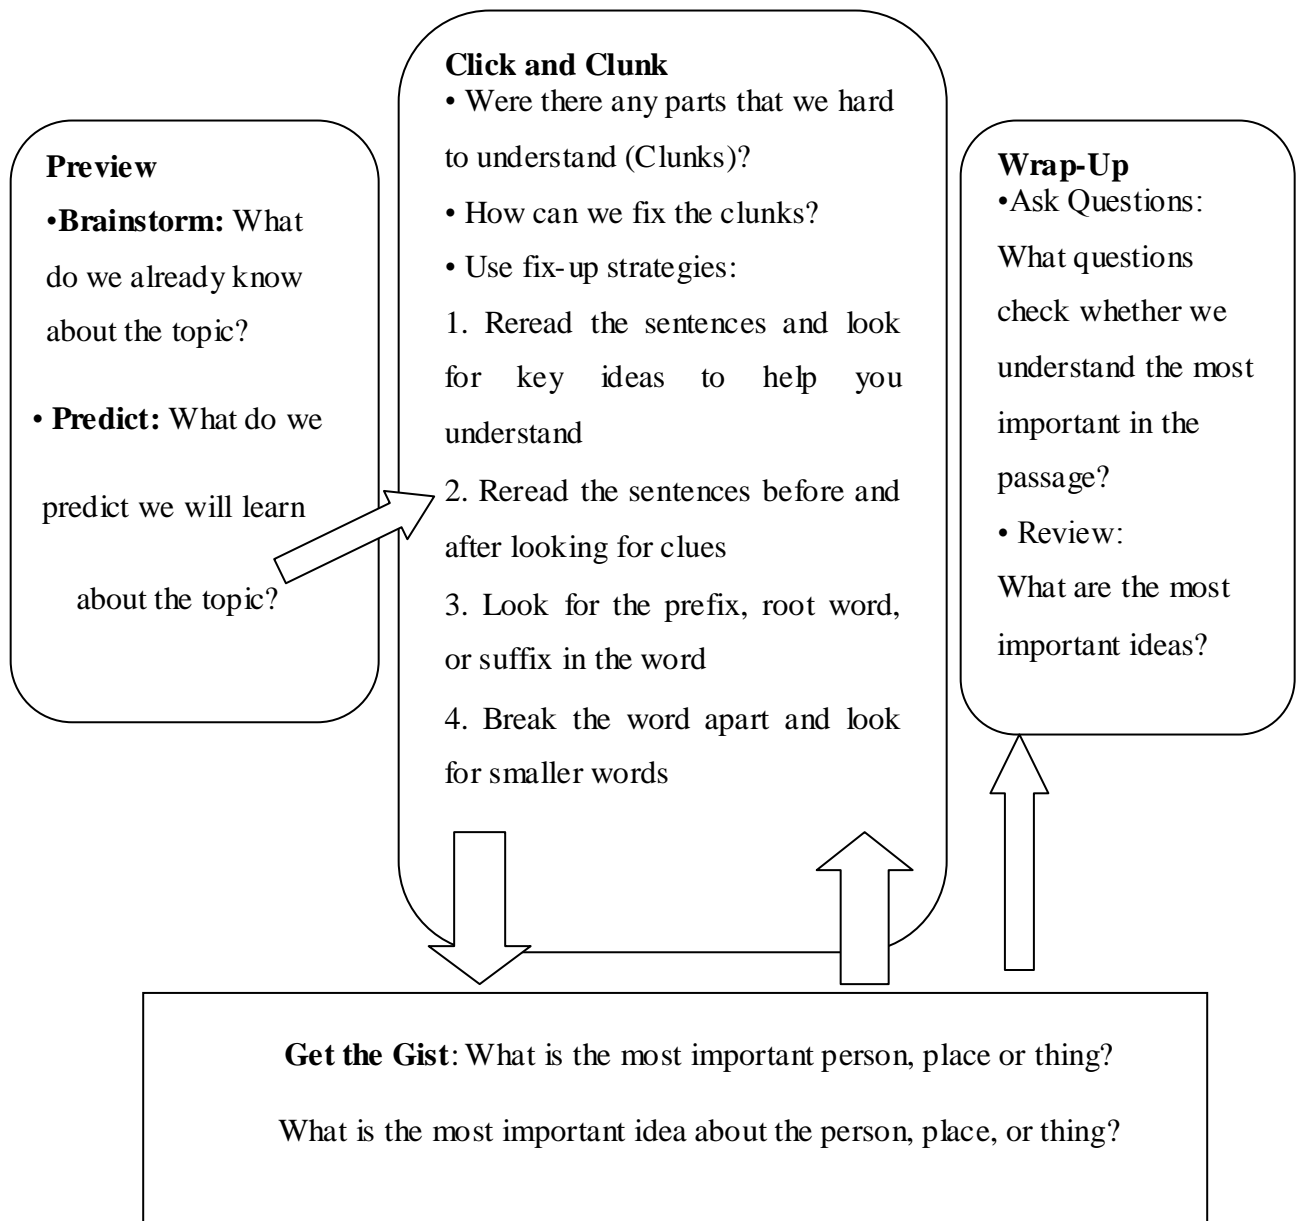 Preview
•Brainstorm: What
do we already know
about the topic?
• Predict: What do we
predict we will learn
about the topic?
Click and Clunk
• Were there any parts that we hard
to understand (Clunks)?
• How can we fix the clunks?
• Use fix-up strategies:
1. Reread the sentences and look
for key ideas to help you
understand
2. Reread the sentences before and
after looking for clues
3. Look for the prefix, root word,
or suffix in the word
4. Break the word apart and look
for smaller words
Wrap-Up
•Ask Questions:
What questions
check whether we
understand the most
important in the
passage?
• Review:
What are the most
important ideas?
Get the Gist: What is the most important person, place or thing?
What is the most important idea about the person, place, or thing?